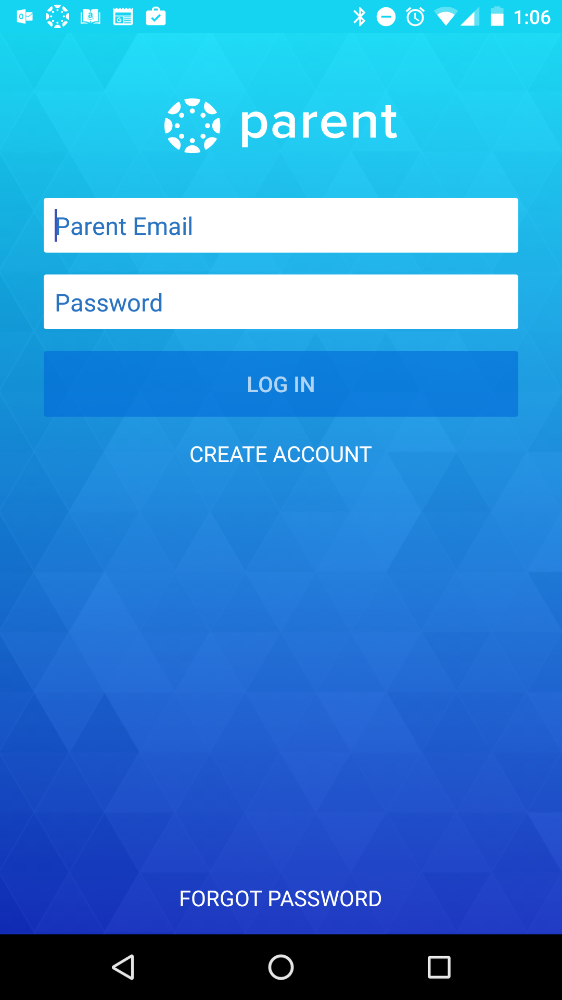 1:06
parent
Parent Email
Password
LOG IN
CREATE ACCOUNT
FORGOT PASSWORD